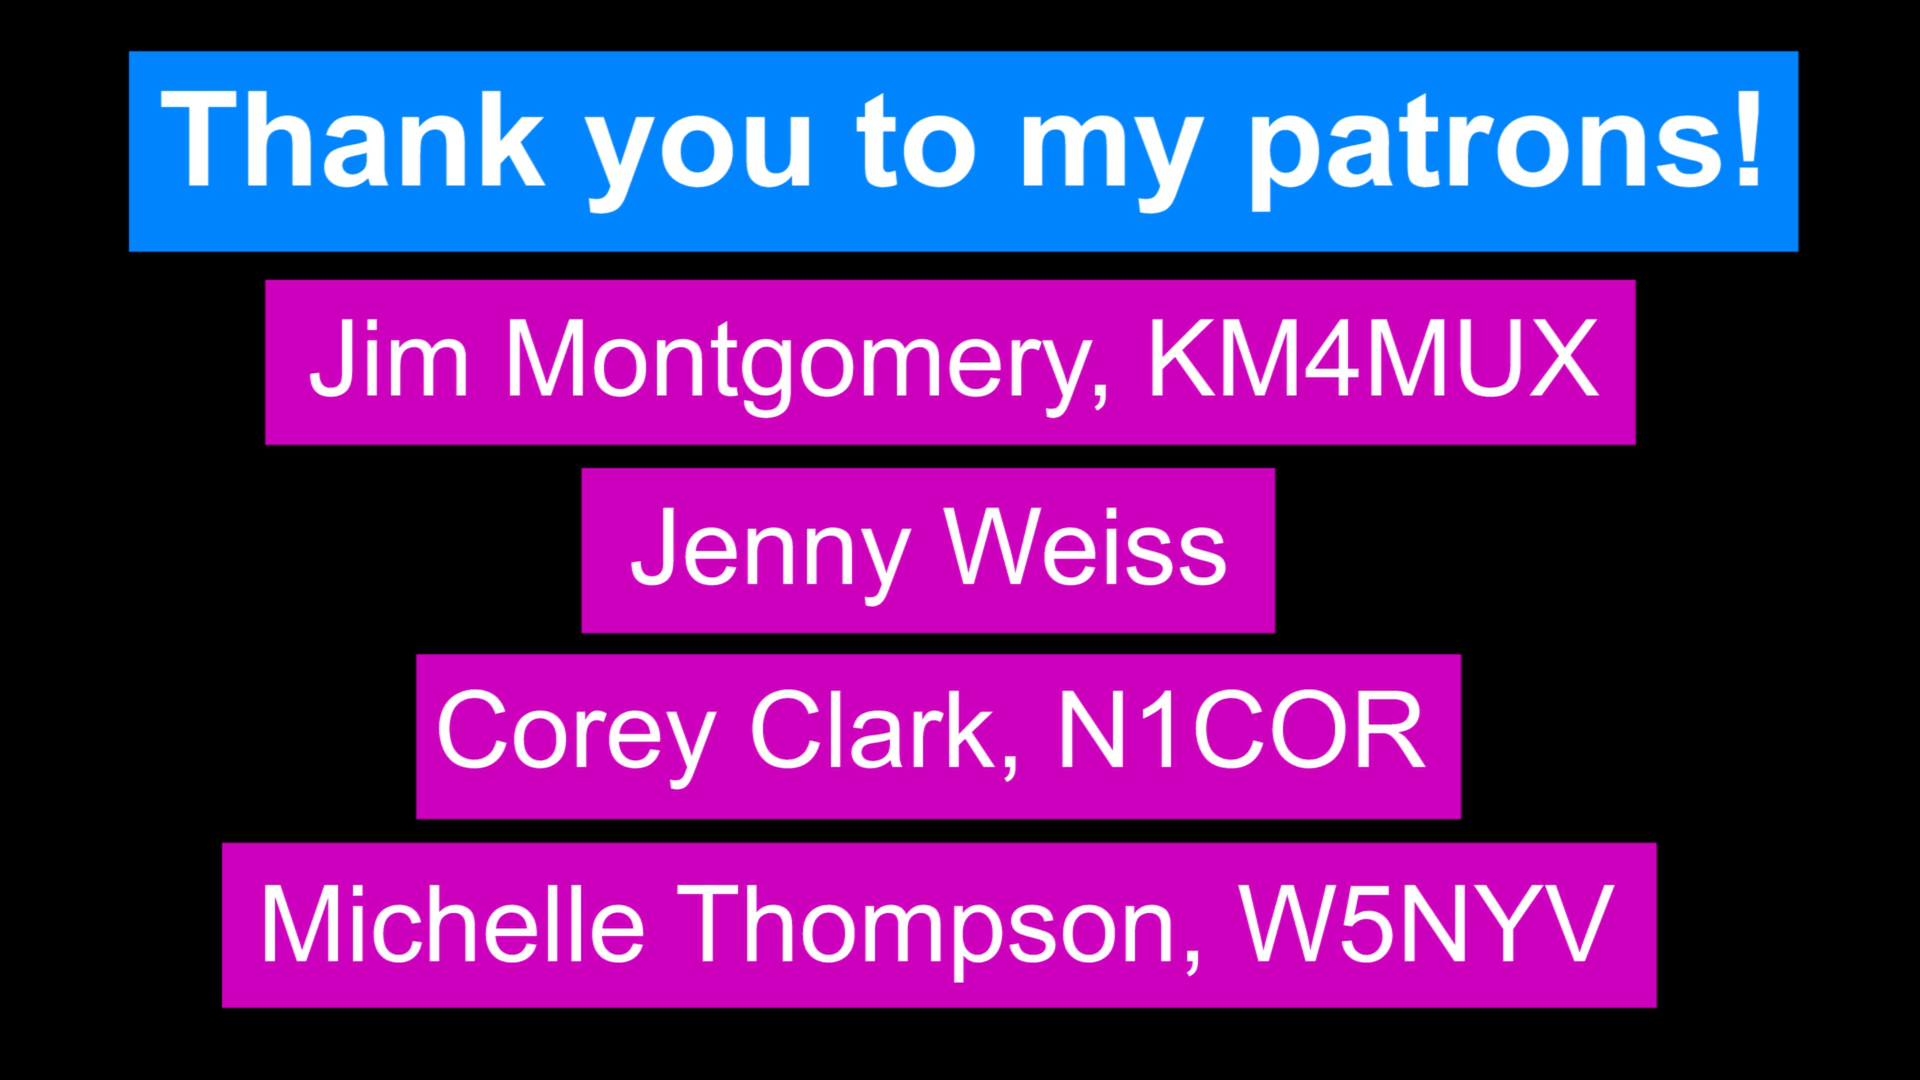 Thank you to my patrons!
Jim Montgomery, KM4MUX
Jenny Weiss
Corey Clark, N1COR
Michelle Thompson, W5NYV